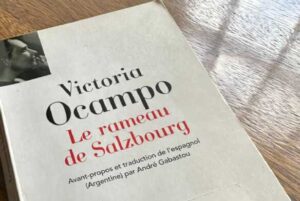 Victoria
Ocampo
Le rameau
de Salzbourg
Avant-propos et traduction de l'espagnol
(Argentine) par André Gabastou